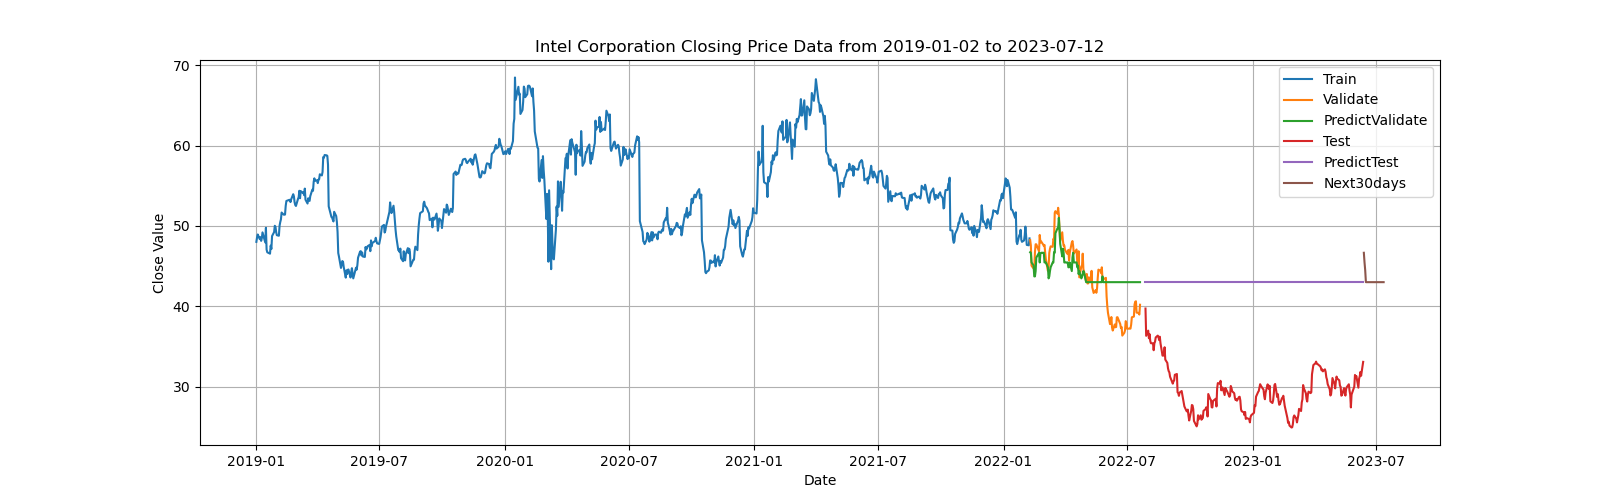 Intel Corporation Closing Price Data from 2019-01-02 to 2023-07-12
Close Value
70
60
50
40
30
Train
Validate
PredictValidate
Test
PredictTest
Next30days
2019-01 2019-07 2020-01 2020-07 2021-01 2021-07 2022-01 2022-07 2023-01 2023-07
Date